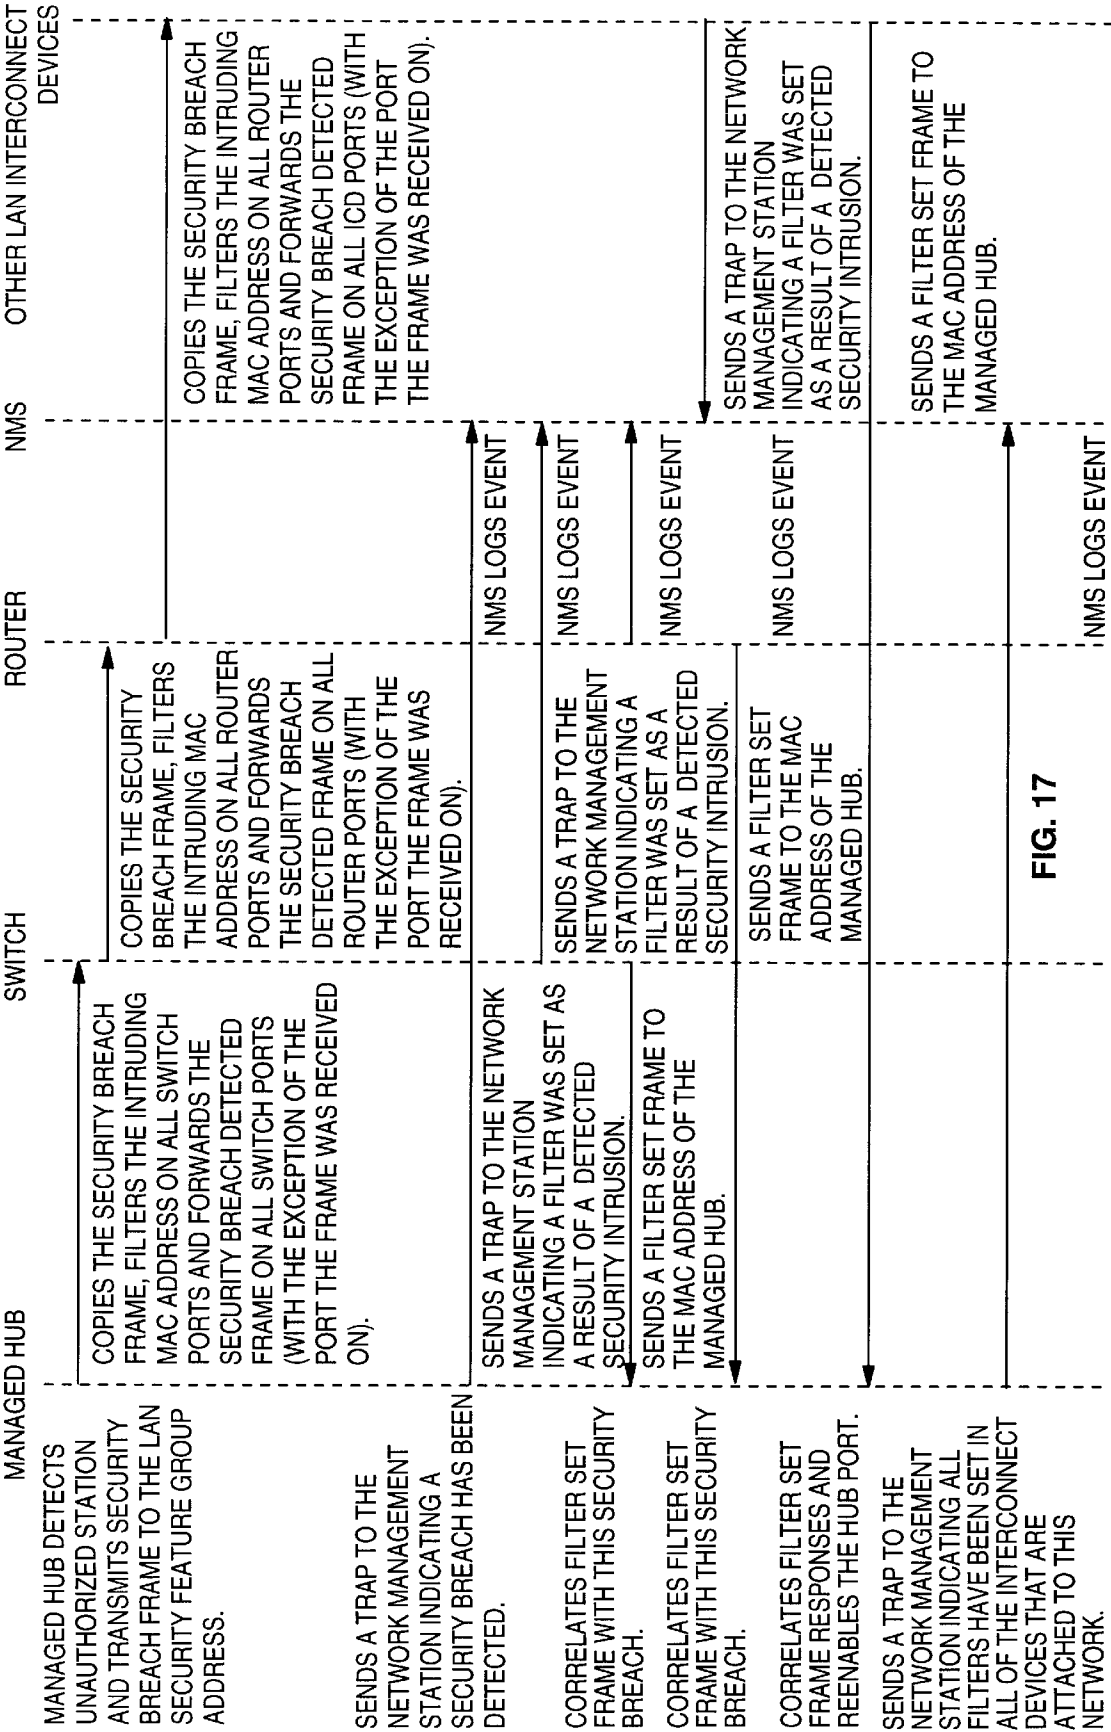 MANAGED HUB
SWITCH
ROUTER
NMS
OTHER LAN INTERCONNECT
DEVICES
MANAGED HUB DETECTS
UNAUTHORIZED STATION
AND TRANSMITS SECURITY
BREACH FRAME TO THE LAN
SECURITY FEATURE GROUP
ADDRESS.
COPIES THE SECURITY BREACH
FRAME, FILTERS THE INTRUDING
MAC ADDRESS ON ALL SWITCH
PORTS AND FORWARDS THE
SECURITY BREACH DETECTED
FRAME ON ALL SWITCH PORTS
(WITH THE EXCEPTION OF THE
PORT THE FRAME WAS RECEIVED
ON).
COPIES THE SECURITY
BREACH FRAME, FILTERS
THE INTRUDING MAC
ADDRESS ON ALL ROUTER
PORTS AND FORWARDS
THE SECURITY BREACH
DETECTED FRAME ON ALL
ROUTER PORTS (WITH
THE EXCEPTION OF THE
PORT THE FRAME WAS
RECEIVED ON).
COPIES THE SECURITY BREACH
FRAME, FILTERS THE INTRUDING
MAC ADDRESS ON ALL ROUTER
PORTS AND FORWARDS THE
SECURITY BREACH DETECTED
FRAME ON ALL ICD PORTS (WITH
THE EXCEPTION OF THE PORT
THE FRAME WAS RECEIVED ON).
SENDS A TRAP TO THE
NETWORK MANAGEMENT
STATION INDICATING A
SECURITY BREACH HAS BEEN
DETECTED.
NMS LOGS EVENT
SENDS A TRAP TO THE NETWORK
MANAGEMENT STATION
INDICATING A FILTER WAS SET AS
A RESULT OF A DETECTED
SECURITY INTRUSION.
NMS LOGS EVENT
SENDS A TRAP TO THE
NETWORK MANAGEMENT
STATION INDICATING A
FILTER WAS SET AS A
RESULT OF A DETECTED
SECURITY INTRUSION.
NMS LOGS EVENT
CORRELATES FILTER SET
FRAME WITH THIS SECURITY
BREACH.
SENDS A FILTER SET FRAME TO
THE MAC ADDRESS OF THE
MANAGED HUB.
SENDS A TRAP TO THE NETWORK
MANAGEMENT STATION
INDICATING A FILTER WAS SET
AS A RESULT OF A DETECTED
SECURITY INTRUSION.
NMS LOGS EVENT
CORRELATES FILTER SET
FRAME WITH THIS SECURITY
BREACH.
SENDS A FILTER SET
FRAME TO THE MAC
ADDRESS OF THE
MANAGED HUB.
CORRELATES FILTER SET
FRAME RESPONSES AND
REENABLES THE HUB PORT.
SENDS A FILTER SET FRAME TO
THE MAC ADDRESS OF THE
MANAGED HUB.
SENDS A TRAP TO THE
NETWORK MANAGEMENT
STATION INDICATING ALL
FILTERS HAVE BEEN SET IN
ALL OF THE INTERCONNECT
DEVICES THAT ARE
ATTACHED TO THIS
NETWORK.
NMS LOGS EVENT
FIG. 17